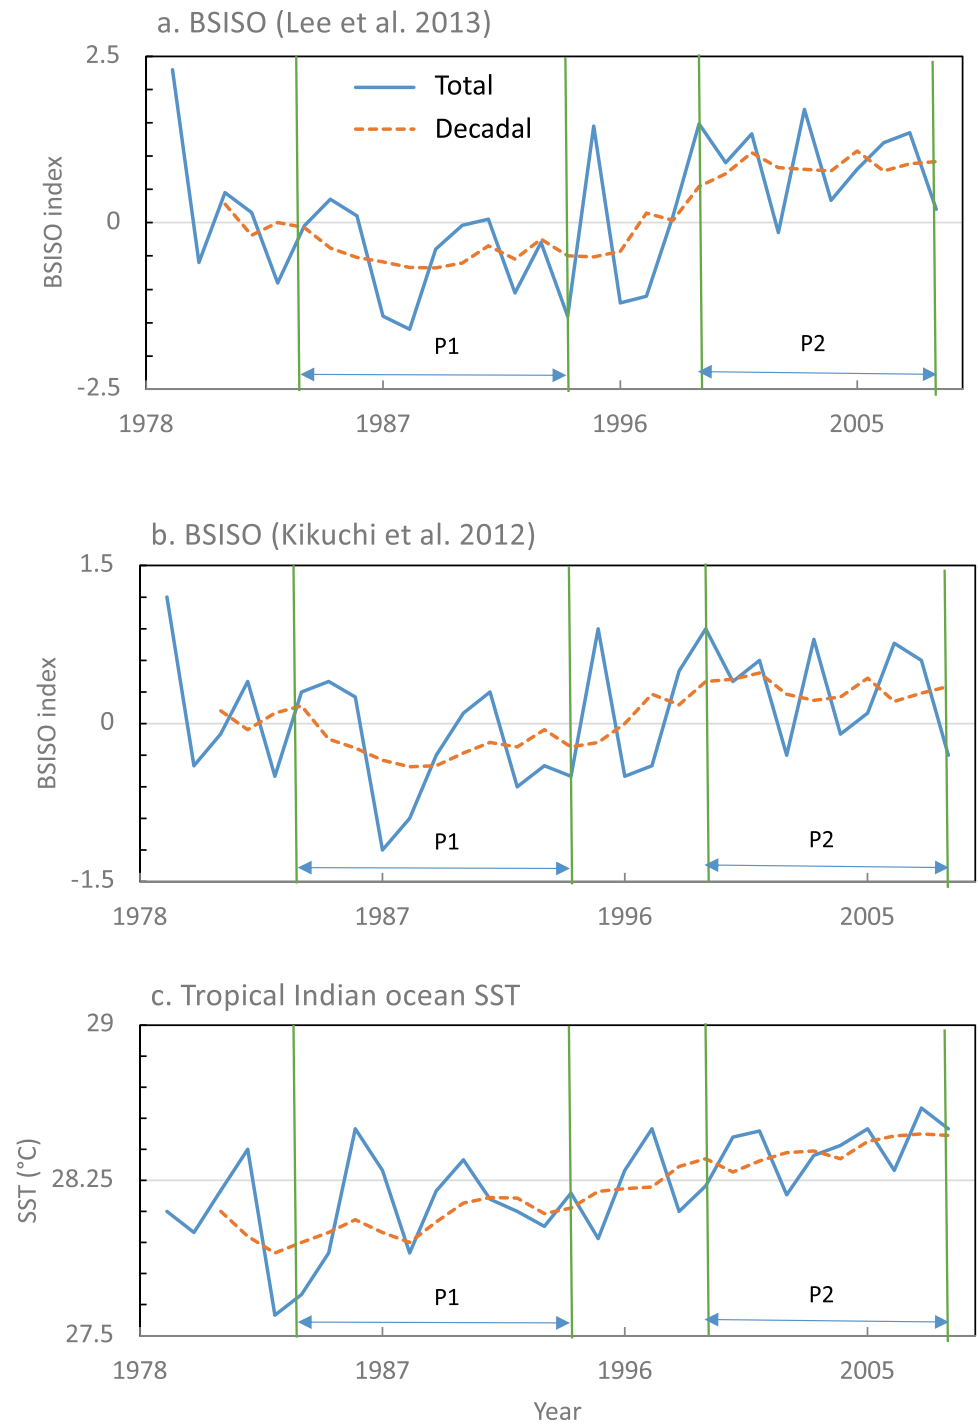 a. BSISO (Lee et al. 2013)
2.5
Total
Decadal
BSISO index
0
P1
P2
-2.5
1978
1987
1996
2005
b. BSISO (Kikuchi et al. 2012)
1.5
BSISO index
0
P1
P2
-1.5
1978
1987
1996
2005
c. Tropical Indian ocean SST
29
SST (°C)
28.25
P1
P2
27.5
1978
1987
1996
2005
Year